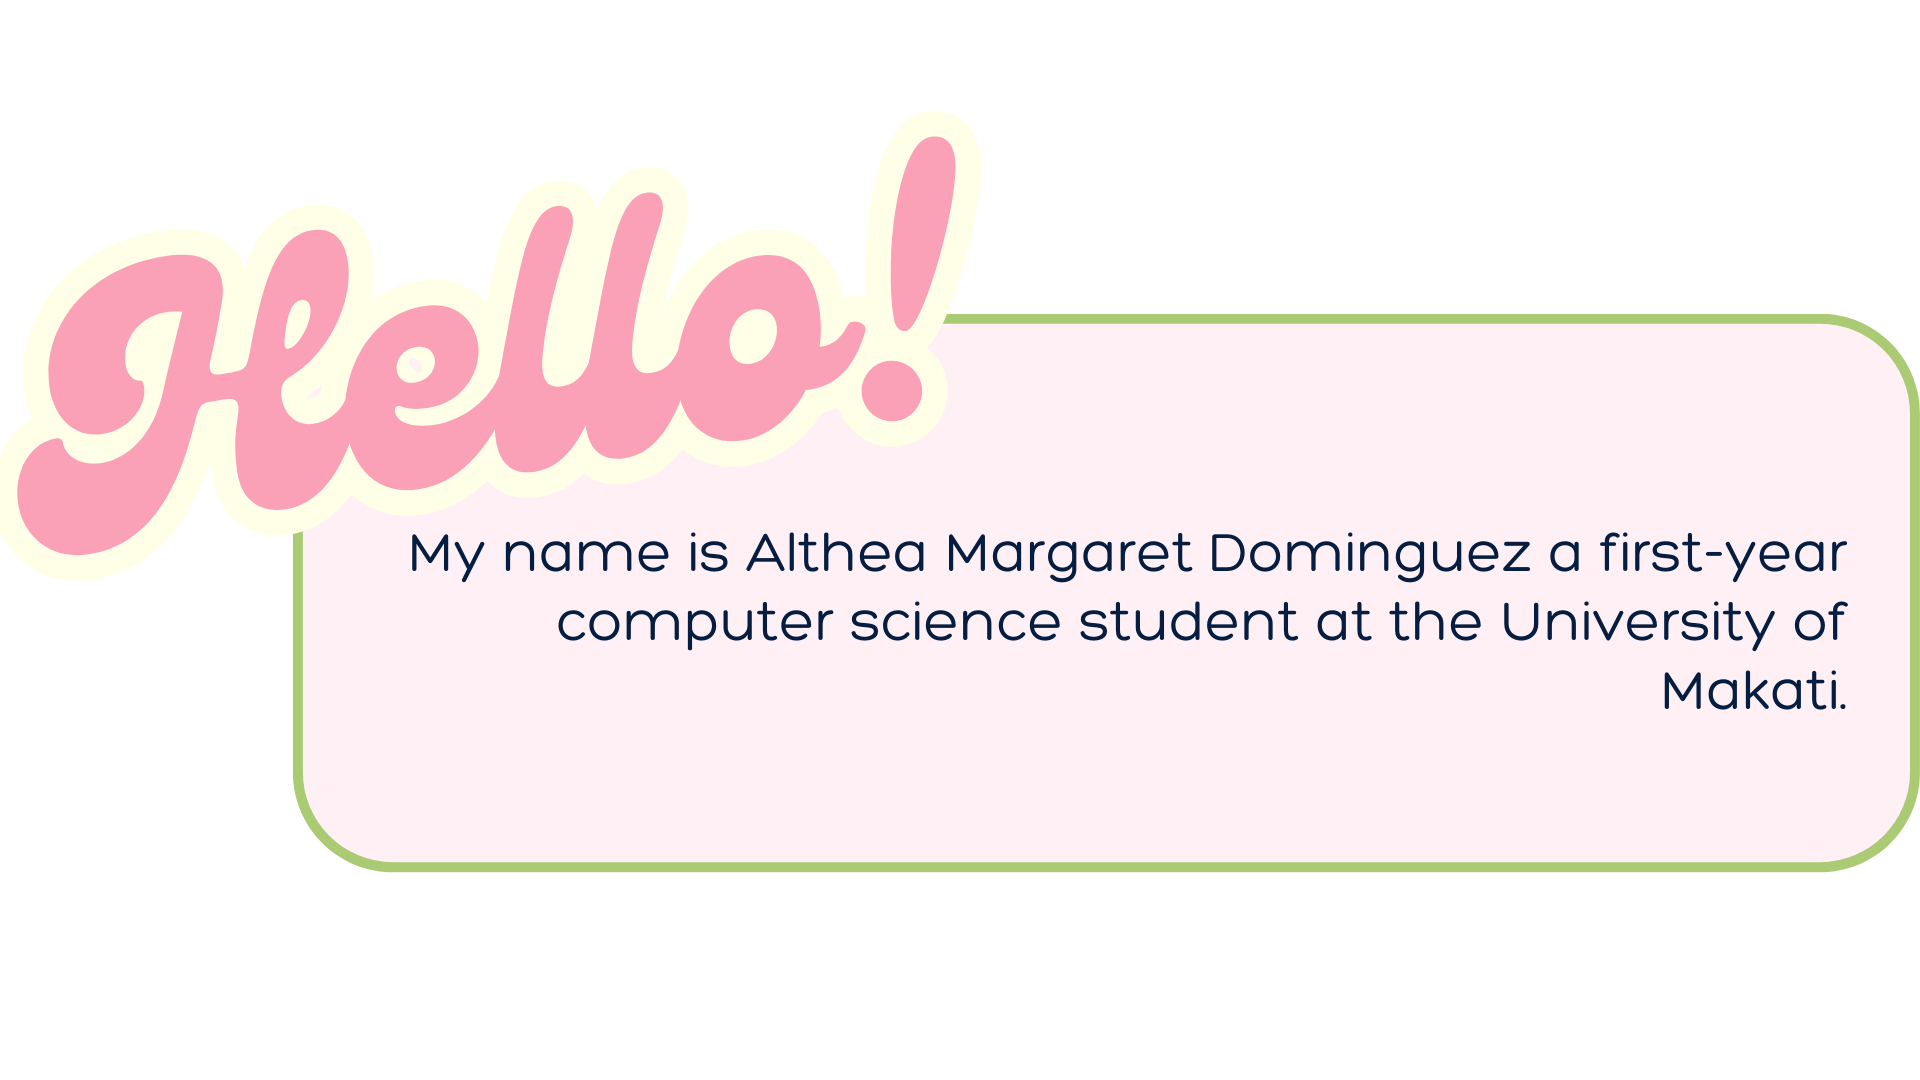 Hello!
My name is Althea Margaret Dominguez a first-year
computer science student at the University of
Makati.